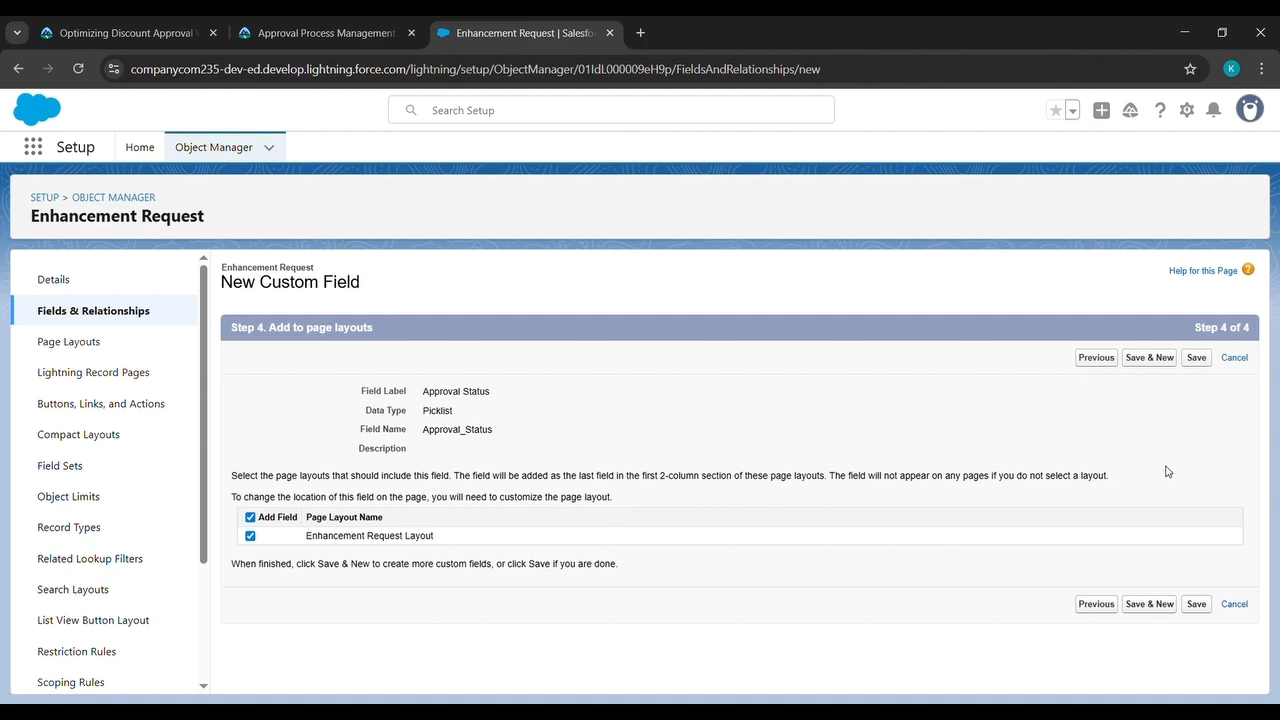 Optimizing Discount Approval
Approval Process Management
Enhancement Request | Salesfo
companycom235-dev-ed.develop.lightning.force.com/lightning/setup/ObjectManager/01IdL000009eH9p/FieldsAndRelationships/new
K
Search Setup
Setup
Home
Object Manager
SETUP > OBJECT MANAGER
Enhancement Request
Details
Fields & Relationships
Page Layouts
Lightning Record Pages
Buttons, Links, and Actions
Compact Layouts
Field Sets
Object Limits
Record Types
Related Lookup Filters
Search Layouts
List View Button Layout
Restriction Rules
Scoping Rules
Enhancement Request
New Custom Field
Help for this Page ?
Step 4. Add to page layouts Step 4 of 4
Previous Save & New Save Cancel
Field Label Approval Status
Data Type Picklist
Field Name Approval_Status
Description
Select the page layouts that should include this field. The field will be added as the last field in the first 2-column section of these page layouts. The field will not appear on any pages if you do not select a layout.
To change the location of this field on the page, you will need to customize the page layout.
Add Field Page Layout Name
Enhancement Request Layout
When finished, click Save & New to create more custom fields, or click Save if you are done.
Previous Save & New Save Cancel